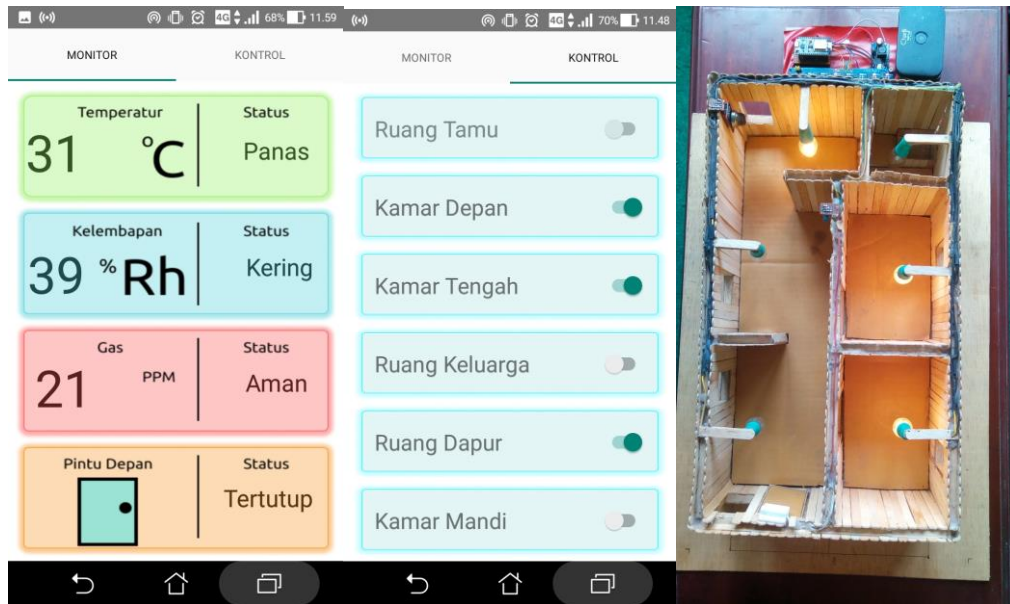 4G 68% 11.59
MONITOR KONTROL
Temperatur Status
31 °C Panas
Kelembapan Status
39 % Rh Kering
Gas Status
21 PPM Aman
Pintu Depan Status
Tertutup
4G 70% 11.48
MONITOR KONTROL
Ruang Tamu
Kamar Depan
Kamar Tengah
Ruang Keluarga
Ruang Dapur
Kamar Mandi